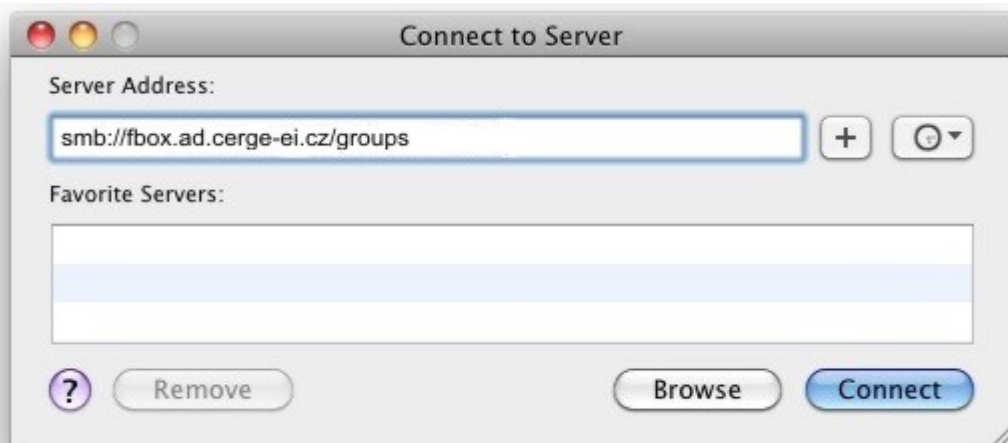 Connect to Server
Server Address:
smb://fbox.ad.cerge-ei.cz/groups
+
Favorite Servers:
? Remove Browse Connect